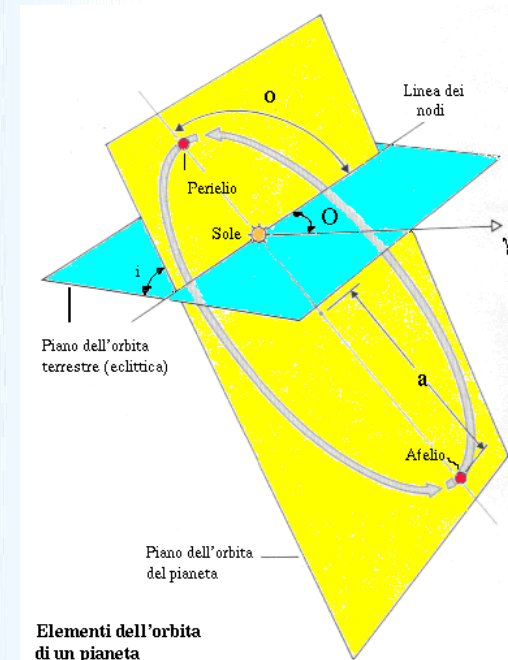 o
Linea dei
nodi
Perielio
O
Sole
γ
i
Piano dell'orbita
terrestre (eclittica)
a
Afelio
Piano dell'orbita
del pianeta
Elementi dell'orbita
di un pianeta